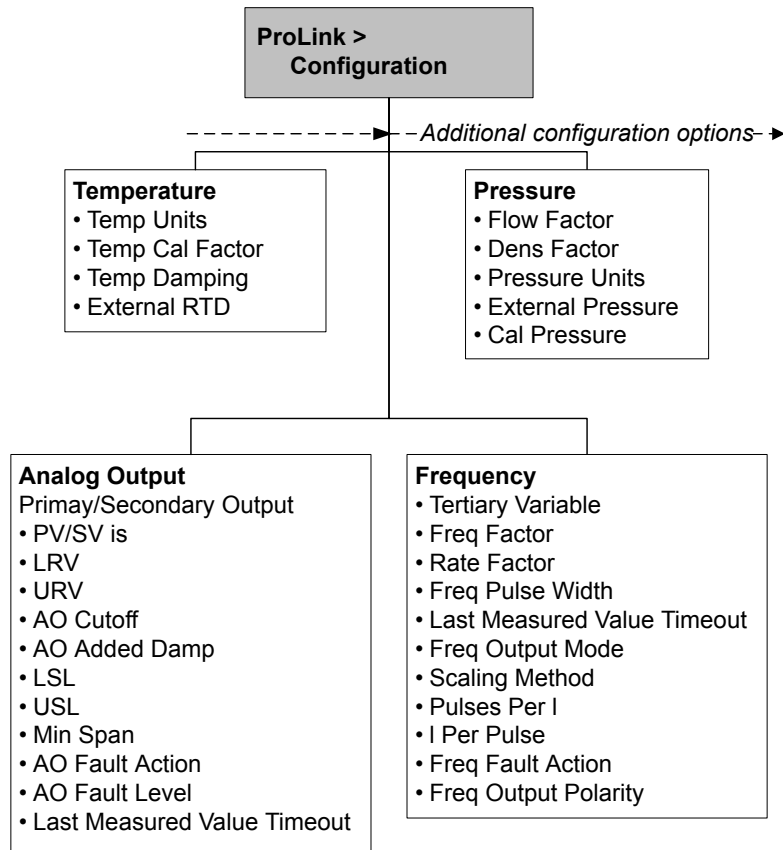 ProLink >
Configuration
Additional configuration options
Temperature
• Temp Units
• Temp Cal Factor
• Temp Damping
• External RTD
Pressure
• Flow Factor
• Dens Factor
• Pressure Units
• External Pressure
• Cal Pressure
Analog Output
Primay/Secondary Output
• PV/SV is
• LRV
• URV
• AO Cutoff
• AO Added Damp
• LSL
• USL
• Min Span
• AO Fault Action
• AO Fault Level
• Last Measured Value Timeout
Frequency
• Tertiary Variable
• Freq Factor
• Rate Factor
• Freq Pulse Width
• Last Measured Value Timeout
• Freq Output Mode
• Scaling Method
• Pulses Per l
• l Per Pulse
• Freq Fault Action
• Freq Output Polarity